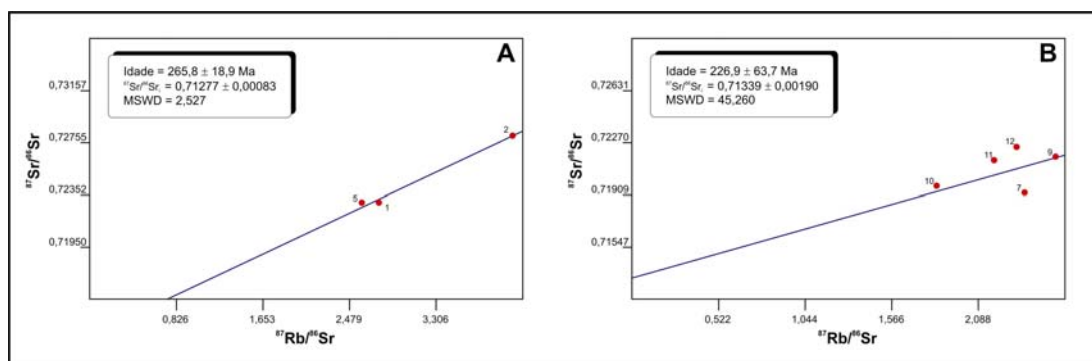 A
Idade = 265,8 ± 18,9 Ma
⁸⁷Sr/⁸⁶Srᵢ = 0,71277 ± 0,00083
MSWD = 2,527
⁸⁷Sr/⁸⁶Sr
0,73157
0,72755
0,72352
0,71950
2
5
1
0,826 1,653 2,479 3,306
⁸⁷Rb/⁸⁶Sr
B
Idade = 226,9 ± 63,7 Ma
⁸⁷Sr/⁸⁶Srᵢ = 0,71339 ± 0,00190
MSWD = 45,260
⁸⁷Sr/⁸⁶Sr
0,72631
0,72270
0,71909
0,71547
12
11
9
10
7
0,522 1,044 1,566 2,088
⁸⁷Rb/⁸⁶Sr